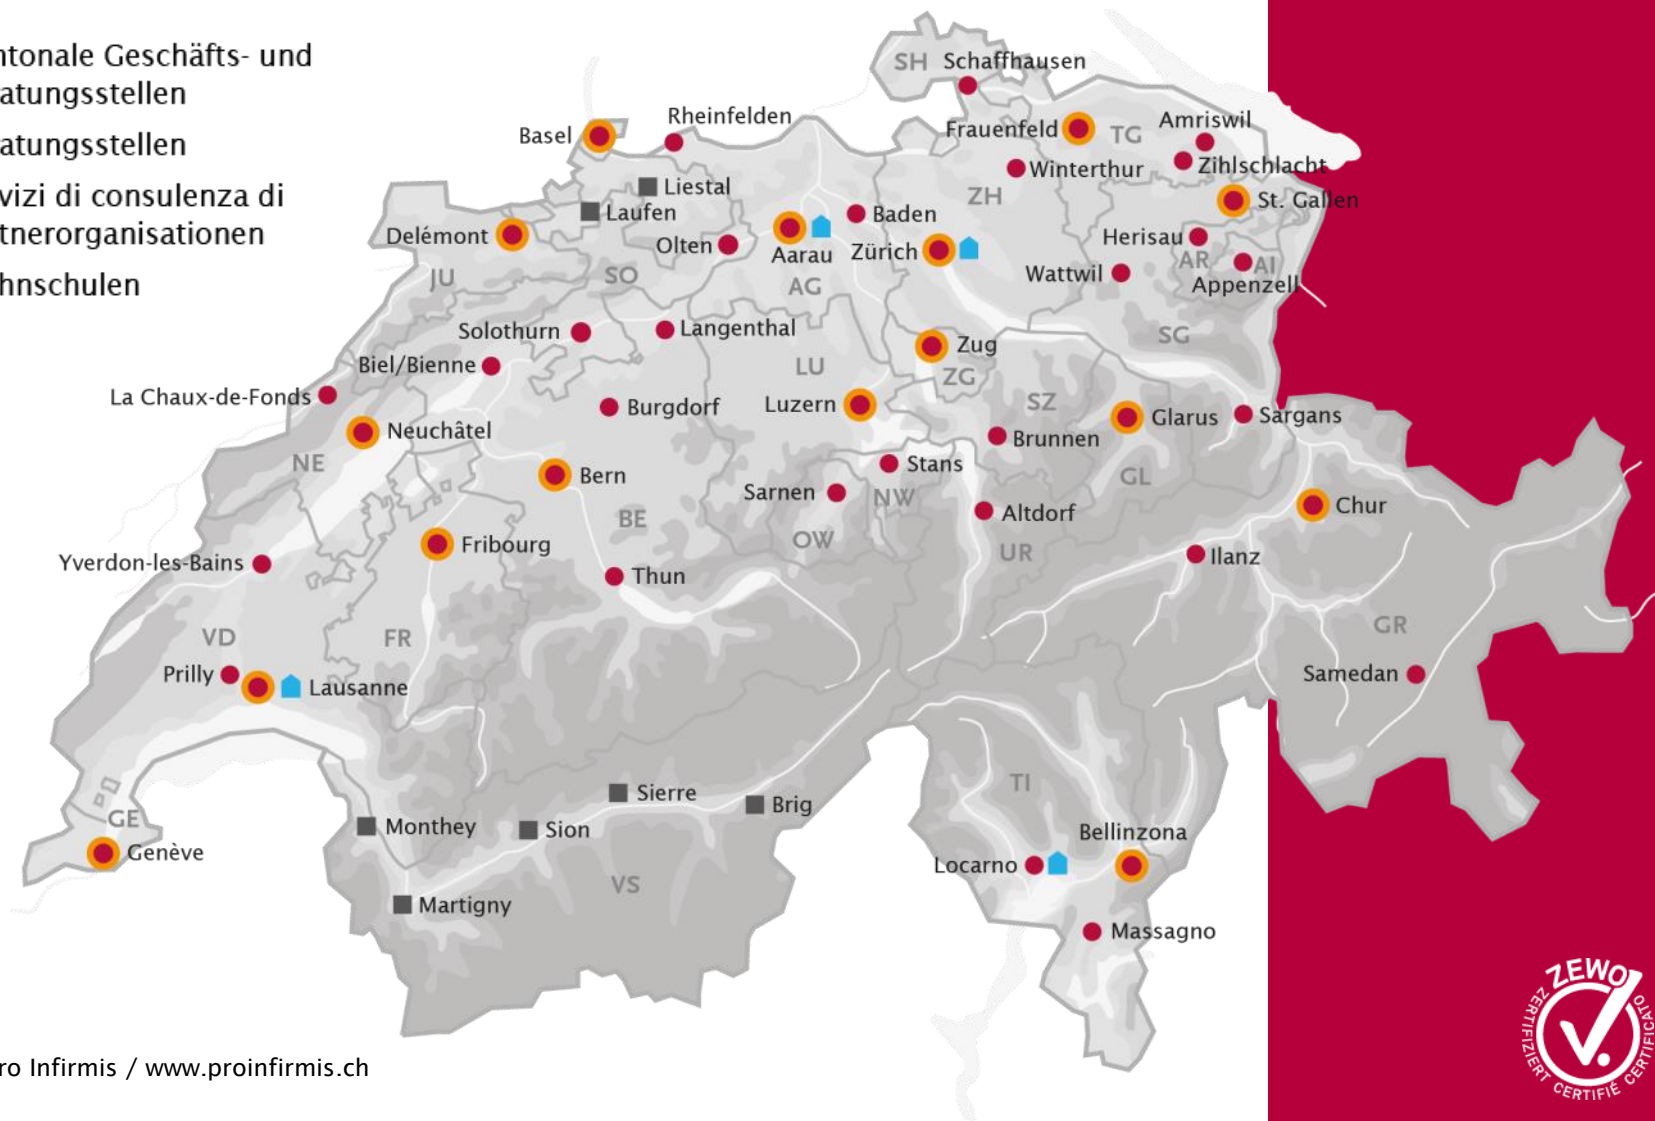 ntonale Geschäfts- und
atungsstellen
atungsstellen
vizi di consulenza di
tnerorganisationen
hnschulen
SH
Schaffhausen
Rheinfelden
Basel
Frauenfeld
TG
Amriswil
Winterthur
Zihlschlacht
Liestal
ZH
St. Gallen
Laufen
Baden
Delémont
Olten
Aarau
Zürich
Herisau
AR
AI
Appenzell
Wattwil
JU
SO
AG
Solothurn
Langenthal
SG
Zug
Biel/Bienne
LU
ZG
La Chaux-de-Fonds
Burgdorf
Luzern
SZ
Glarus
Sargans
Neuchâtel
Brunnen
NE
Bern
Stans
GL
Sarnen
NW
Chur
BE
Altdorf
OW
UR
Fribourg
Ilanz
Yverdon-les-Bains
Thun
VD
FR
GR
Prilly
Lausanne
Samedan
TI
Sierre
Brig
GE
Monthey
Sion
Bellinzona
Genève
Locarno
VS
Martigny
Massagno
ro Infirmis / www.proinfirmis.ch
ZEWO
ZERTIFIZIERT CERTIFIÉ CERTIFICATO